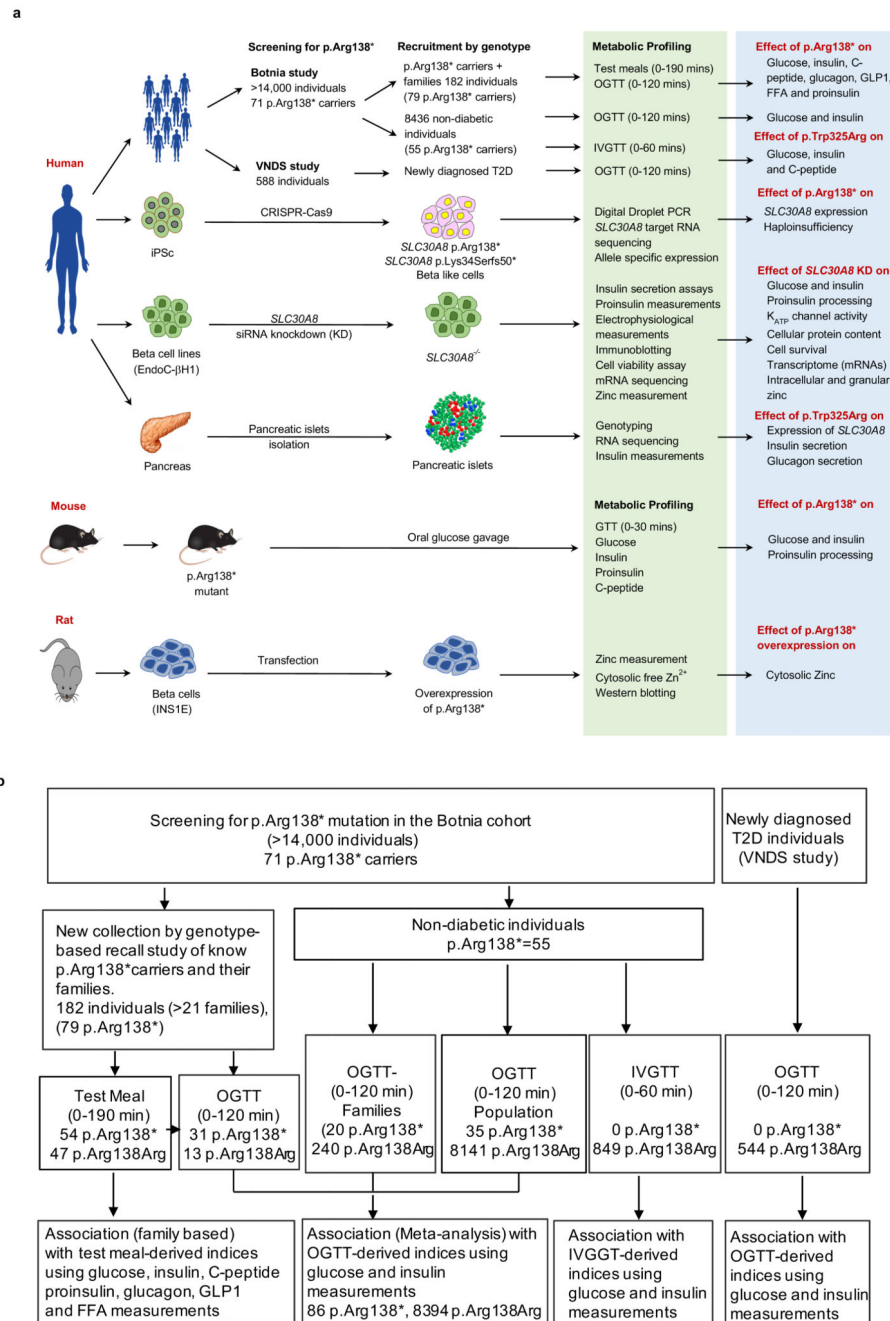 a
Screening for p.Arg138*
Recruitment by genotype
Metabolic Profiling
Effect of p.Arg138* on
Botnia study
>14,000 individuals
71 p.Arg138* carriers
p.Arg138* carriers +
families 182 individuals
(79 p.Arg138* carriers)
Test meals (0-190 mins)
OGTT (0-120 mins)
Glucose, insulin, C-
peptide, glucagon, GLP1,
FFA and proinsulin
8436 non-diabetic
individuals
(55 p.Arg138* carriers)
OGTT (0-120 mins)
Glucose and insulin
Effect of p.Trp325Arg on
IVGTT (0-60 mins)
Human
VNDS study
588 individuals
Newly diagnosed T2D
OGTT (0-120 mins)
Glucose, insulin
and C-peptide
Effect of p.Arg138* on
iPSc
CRISPR-Cas9
SLC30A8 p.Arg138*
SLC30A8 p.Lys34Serfs50*
Beta like cells
Digital Droplet PCR
SLC30A8 target RNA
sequencing
Allele specific expression
SLC30A8 expression
Haploinsufficiency
Effect of SLC30A8 KD on
Beta cell lines
(EndoC-βH1)
SLC30A8
siRNA knockdown (KD)
SLC30A8-/-
Insulin secretion assays
Proinsulin measurements
Electrophysiological
measurements
Immunoblotting
Cell viability assay
mRNA sequencing
Zinc measurement
Glucose and insulin
Proinsulin processing
KATP channel activity
Cellular protein content
Cell survival
Transcriptome (mRNAs)
Intracellular and granular
zinc
Effect of p.Trp325Arg on
Pancreas
Pancreatic islets
isolation
Pancreatic islets
Genotyping
RNA sequencing
Insulin measurements
Expression of SLC30A8
Insulin secretion
Glucagon secretion
Mouse
Metabolic Profiling
Effect of p.Arg138* on
p.Arg138*
mutant
Oral glucose gavage
GTT (0-30 mins)
Glucose
Insulin
Proinsulin
C-peptide
Glucose and insulin
Proinsulin processing
Rat
Effect of p.Arg138*
overexpression on
Beta cells
(INS1E)
Transfection
Overexpression
of p.Arg138*
Zinc measurement
Cytosolic free Zn2+
Western blotting
Cytosolic Zinc
Screening for p.Arg138* mutation in the Botnia cohort
(>14,000 individuals)
71 p.Arg138* carriers
Newly diagnosed
T2D individuals
(VNDS study)
New collection by genotype-
based recall study of know
p.Arg138*carriers and their
families.
182 individuals (>21 families),
(79 p.Arg138*)
Non-diabetic individuals
p.Arg138*=55
Test Meal
(0-190 min)
54 p.Arg138*
47 p.Arg138Arg
OGTT
(0-120 min)
31 p.Arg138*
13 p.Arg138Arg
OGTT-
(0-120 min)
Families
(20 p.Arg138*
240 p.Arg138Arg
OGTT
(0-120 min)
Population
35 p.Arg138*
8141 p.Arg138Arg
IVGTT
(0-60 min)
0 p.Arg138*
849 p.Arg138Arg
OGTT
(0-120 min)
0 p.Arg138*
544 p.Arg138Arg
Association (family based)
with test meal-derived indices
using glucose, insulin, C-peptide
proinsulin, glucagon, GLP1
and FFA measurements
Association (Meta-analysis) with
OGTT-derived indices using
glucose and insulin
measurements
86 p.Arg138*, 8394 p.Arg138Arg
Association with
IVGGT-derived
indices using
glucose and insulin
measurements
Association with
OGTT-derived
indices using
glucose and insulin
measurements